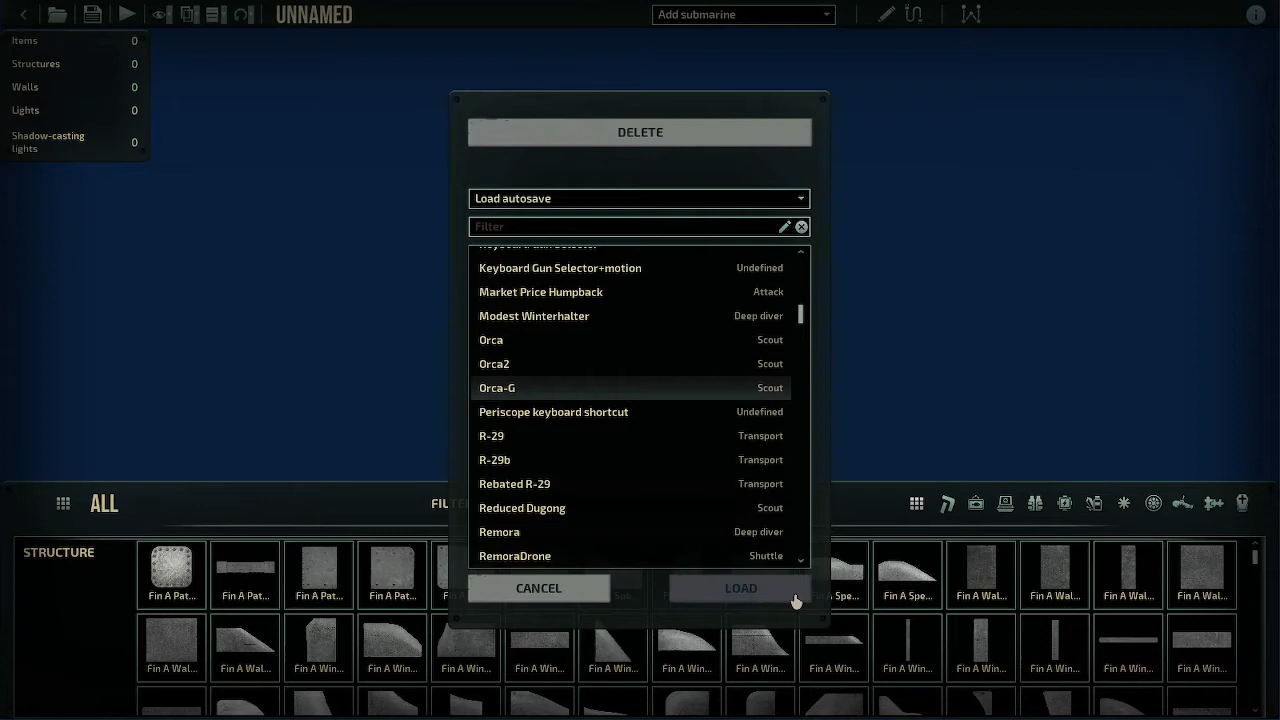 UNNAMED
Add submarine
Items 0
Structures 0
Walls 0
Lights 0
Shadow-casting
lights 0
DELETE
Load autosave
Filter
Keyboard Gun Selector
Keyboard Gun Selector+motion Undefined
Market Price Humpback Attack
Modest Winterhalter Deep diver
Orca Scout
Orca2 Scout
Orca-G Scout
Periscope keyboard shortcut Undefined
R-29 Transport
R-29b Transport
Rebated R-29 Transport
Reduced Dugong Scout
Remora Deep diver
RemoraDrone Shuttle
CANCEL
LOAD
ALL
STRUCTURE
Fin A Pat...
Fin A Pat...
Fin A Pat...
Fin A Pat...
Fin A Spe...
Fin A Spe...
Fin A Wal...
Fin A Wal...
Fin A Wal...
Fin A Wal...
Fin A Wal...
Fin A Win...
Fin A Win...
Fin A Win...
Fin A Win...
Fin A Win...
Fin A Win...
Fin A Win...
Fin A Win...
Fin A Win...
Fin A Win...
Fin A Win...
Fin A Win...
Fin A Win...
Fin A Win...